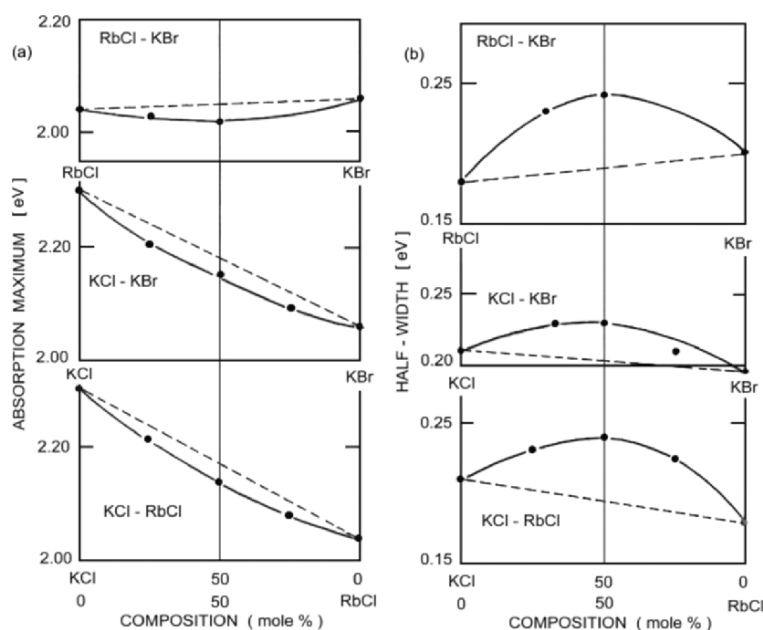 (a)
2.20
RbCl - KBr
2.00
RbCl
KBr
2.20
KCl - KBr
2.00
KCl
KBr
2.20
KCl - RbCl
2.00
KCl
50
0
0
50
RbCl
COMPOSITION ( mole % )
ABSORPTION MAXIMUM [ eV ]
(b)
RbCl - KBr
0.25
0.15
RbCl
KBr
KCl - KBr
0.25
0.20
KCl
KBr
0.25
KCl - RbCl
0.15
KCl
50
0
0
50
RbCl
COMPOSITION ( mole % )
HALF - WIDTH [ eV ]